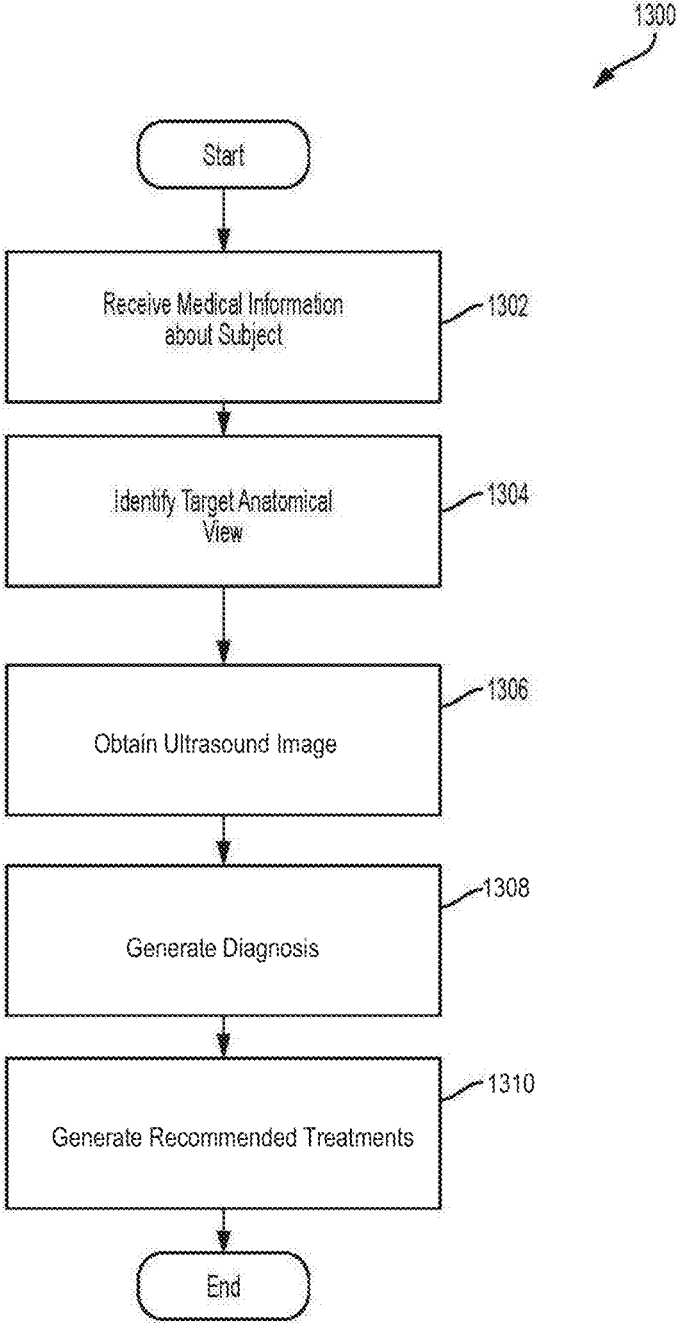 1300
Start
Receive Medical Information
about Subject
1302
Identify Target Anatomical
View
1304
Obtain Ultrasound Image
1306
Generate Diagnosis
1308
Generate Recommended Treatments
1310
End